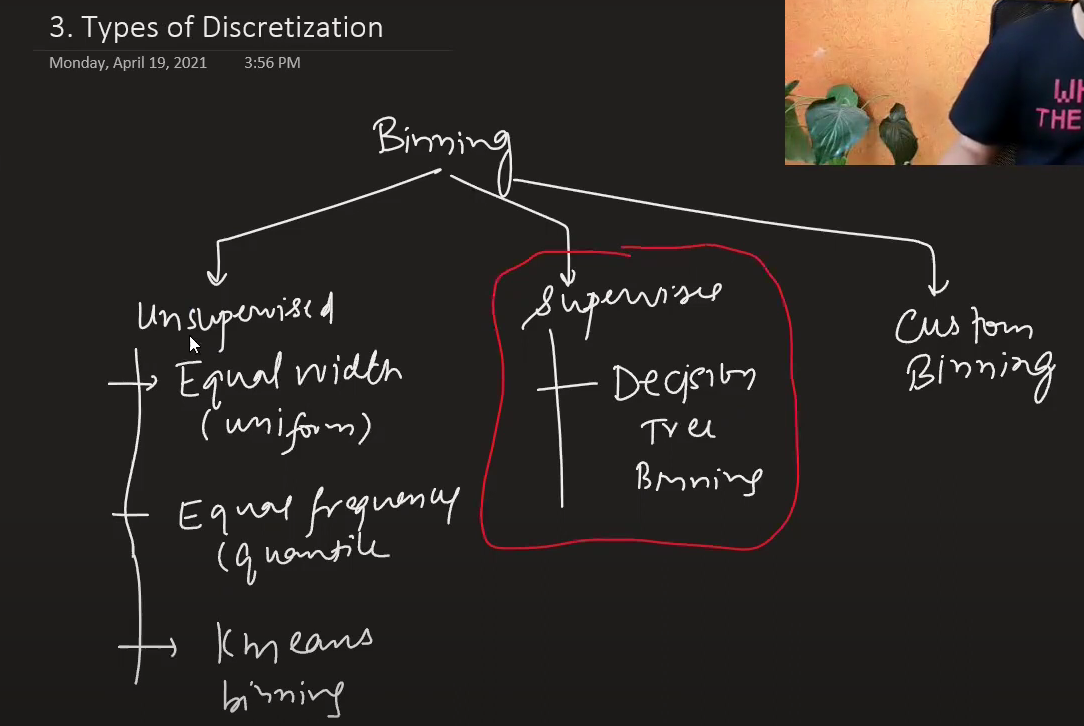 3. Types of Discretization
Monday, April 19, 2021 3:56 PM
WH
THE
Binning
Unsupervised
Equal width
(uniform)
Equal frequency
(quantile
Kmeans
binning
Supervised
Decision
Tree
Binning
Custom
Binning